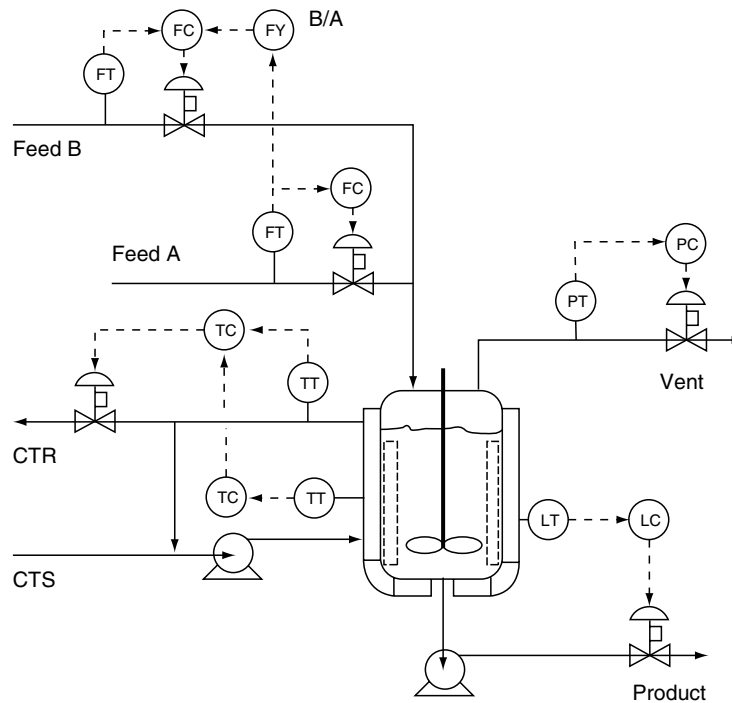 B/A
FC
FY
FT
Feed B
FC
FT
Feed A
PC
PT
TC
TT
Vent
CTR
TC
TT
LT
LC
CTS
Product